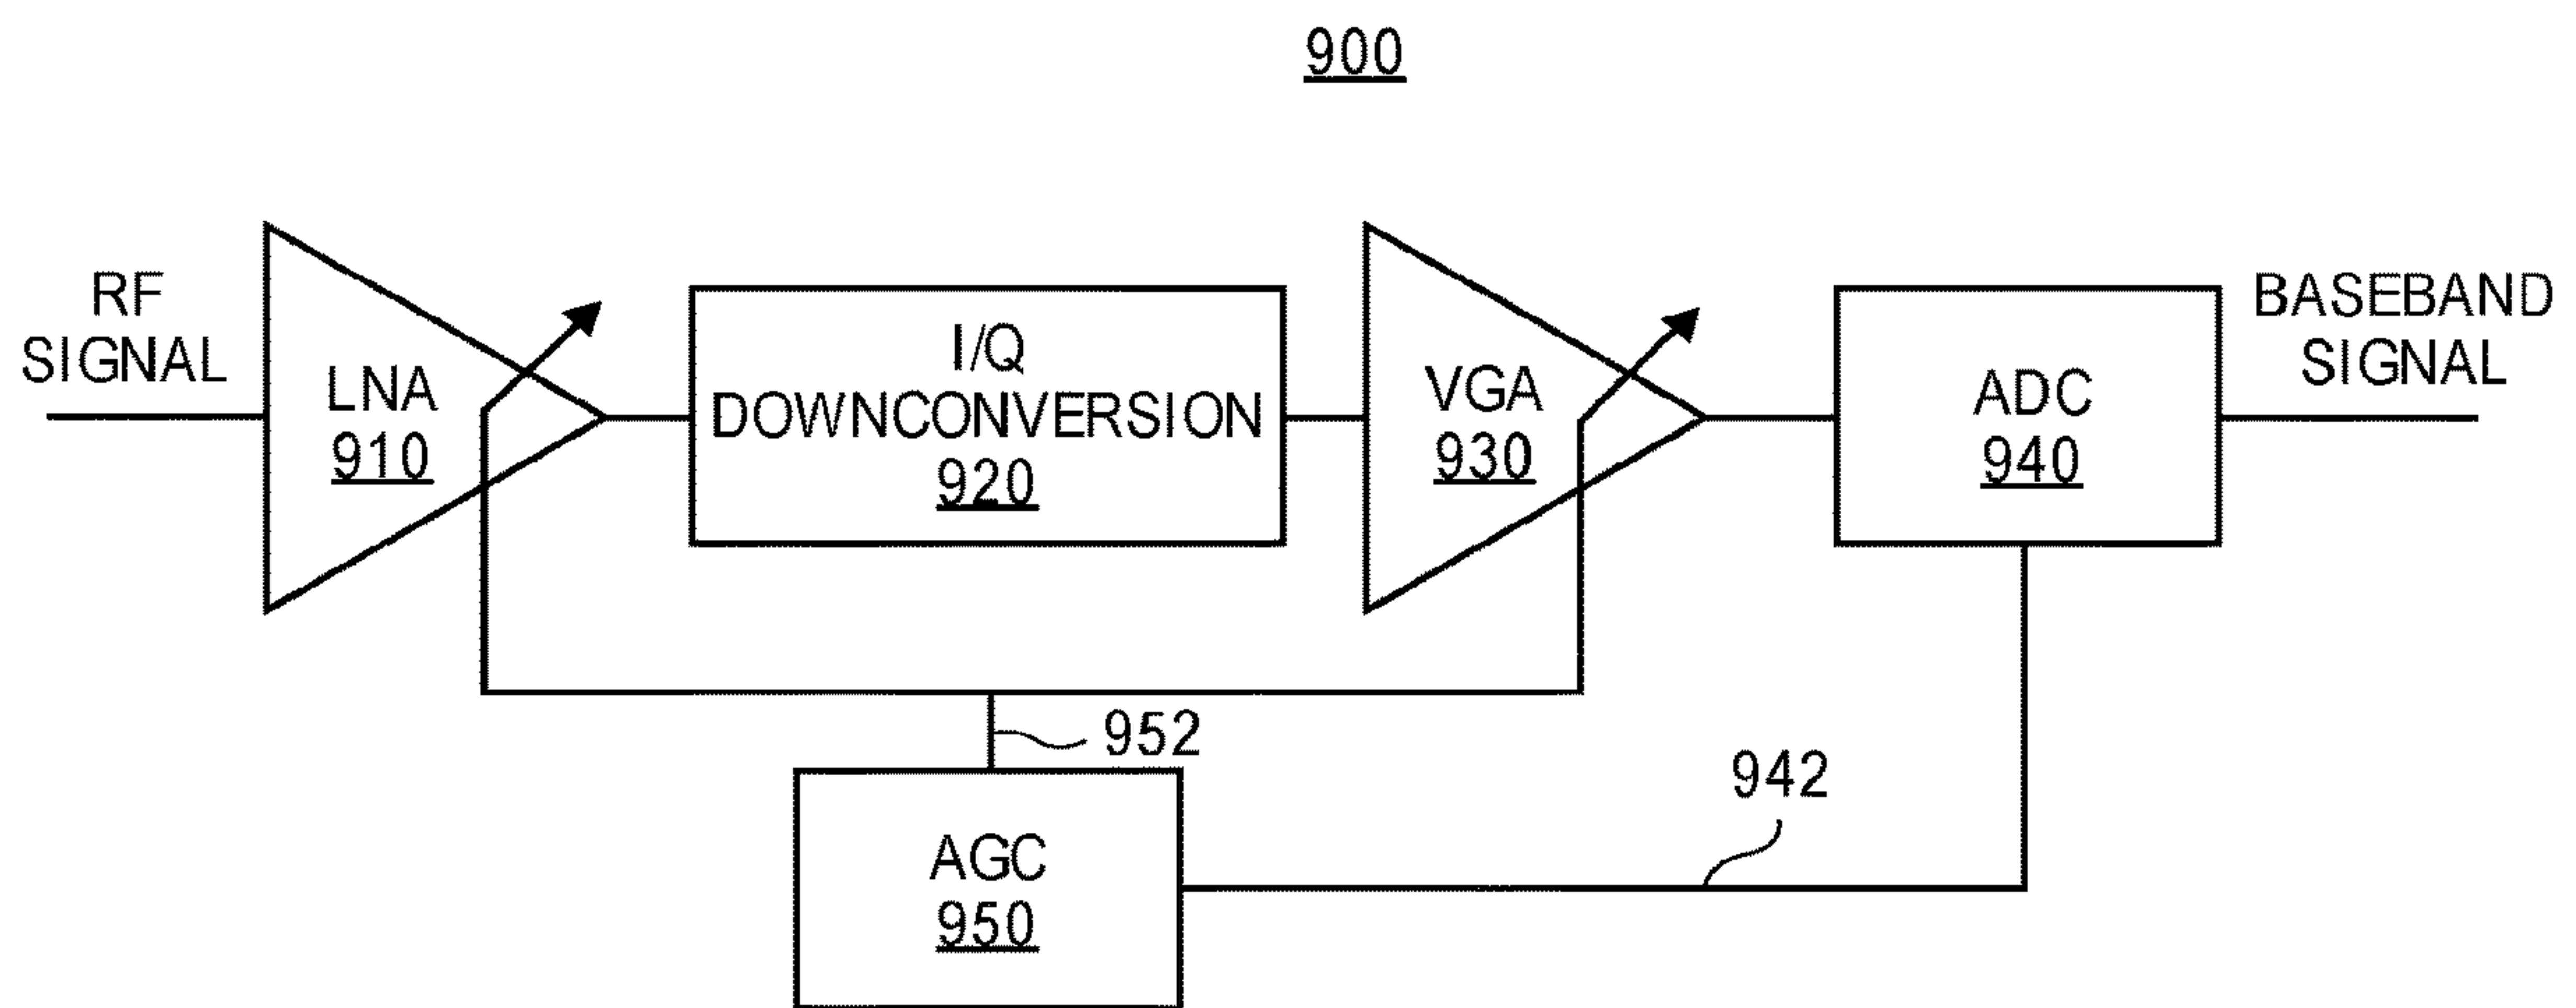 900
RF
SIGNAL
LNA
910
I/Q
DOWNCONVERSION
920
VGA
930
ADC
940
BASEBAND
SIGNAL
952
942
AGC
950